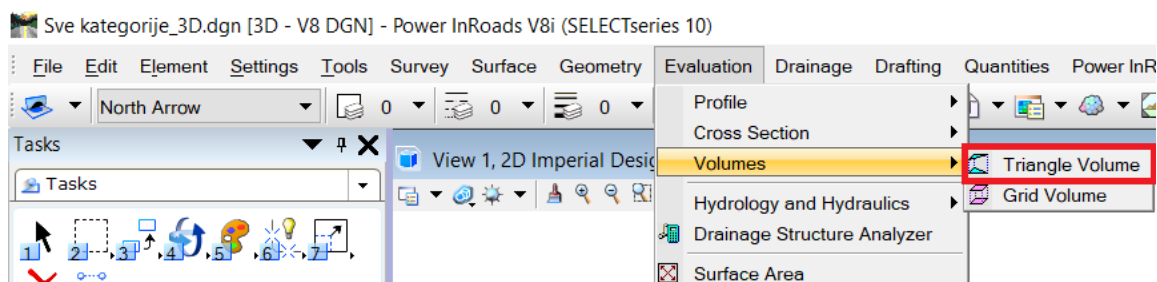 Sve kategorije_3D.dgn [3D - V8 DGN] - Power InRoads V8i (SELECTseries 10)
File Edit Element Settings Tools Survey Surface Geometry Evaluation Drainage Drafting Quantities Power InR
North Arrow 0 0 0
Profile
Cross Section
Tasks
View 1, 2D Imperial Desig
Volumes
Triangle Volume
Tasks
Grid Volume
Hydrology and Hydraulics
Drainage Structure Analyzer
1 2 3 4 5 6 7
Surface Area